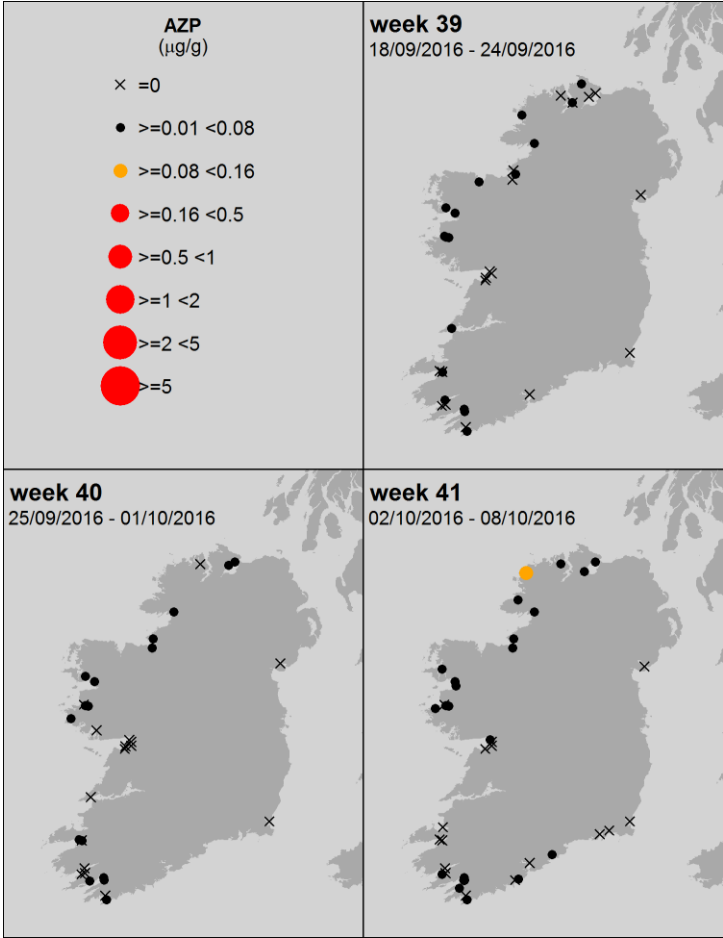 AZP
(µg/g)
=0
>=0.01 <0.08
>=0.08 <0.16
>=0.16 <0.5
>=0.5 <1
>=1 <2
>=2 <5
>=5
week 39
18/09/2016 - 24/09/2016
week 40
25/09/2016 - 01/10/2016
week 41
02/10/2016 - 08/10/2016